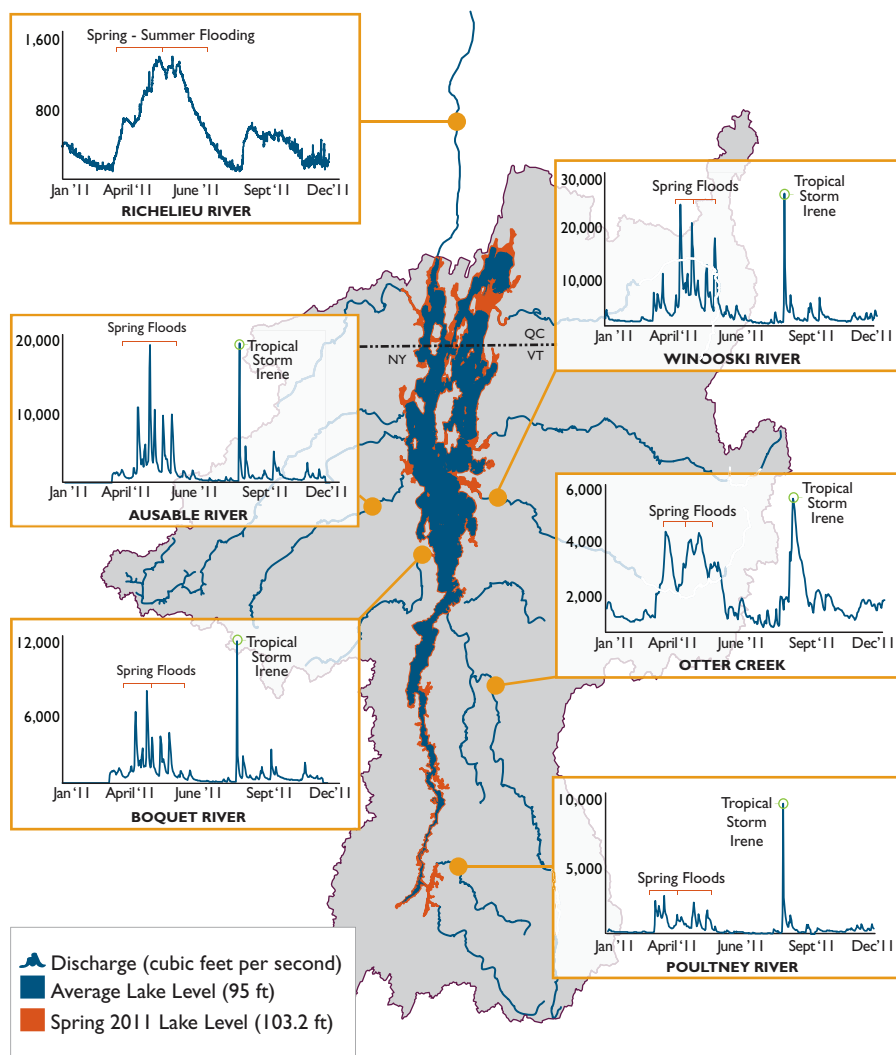 1,600
Spring - Summer Flooding
800
Jan '11 April '11 June '11 Sept '11 Dec'11
RICHELIEU RIVER
30,000
Spring Floods
Tropical
Storm
Irene
20,000
10,000
Jan '11 April'11 June '11 Sept '11 Dec'11
WINOOSKI RIVER
20,000
Spring Floods
Tropical
Storm
Irene
10,000
Jan '11 April'11 June '11 Sept '11 Dec'11
AUSABLE RIVER
QC
NY
VT
6,000
Spring Floods
Tropical
Storm
Irene
4,000
2,000
Jan '11 April'11 June '11 Sept '11 Dec'11
OTTER CREEK
12,000
Spring Floods
Tropical
Storm
Irene
6,000
Jan '11 April'11 June '11 Sept '11 Dec'11
BOQUET RIVER
10,000
Tropical
Storm
Irene
5,000
Spring Floods
Jan '11 April'11 June '11 Sept '11 Dec'11
POULTNEY RIVER
Discharge (cubic feet per second)
Average Lake Level (95 ft)
Spring 2011 Lake Level (103.2 ft)